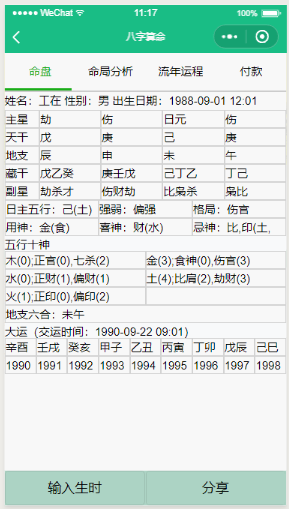 WeChat 11:17 100%
八字算命
命盘 命局分析 流年运程 付款
姓名：工在 性别：男 出生日期：1988-09-01 12:01
主星 劫 伤 日元 伤
天干 戊 庚 己 庚
地支 辰 申 未 午
藏干 戊乙癸 庚壬戊 己丁乙 丁己
副星 劫杀才 伤财劫 比枭杀 枭比
日主五行：己(土) 强弱：偏强 格局：伤官
用神：金(食) 喜神：财(水) 忌神：比,印(土,
五行十神
木(0);正官(0),七杀(2) 金(3);食神(0),伤官(3)
水(0);正财(1),偏财(1) 土(4);比肩(2),劫财(3)
火(1);正印(0),偏印(2)
地支六合：未午
大运 (交运时间：1990-09-22 09:01)
辛酉 壬戌 癸亥 甲子 乙丑 丙寅 丁卯 戊辰 己巳
1990 1991 1992 1993 1994 1995 1996 1997 1998
输入生时 分享